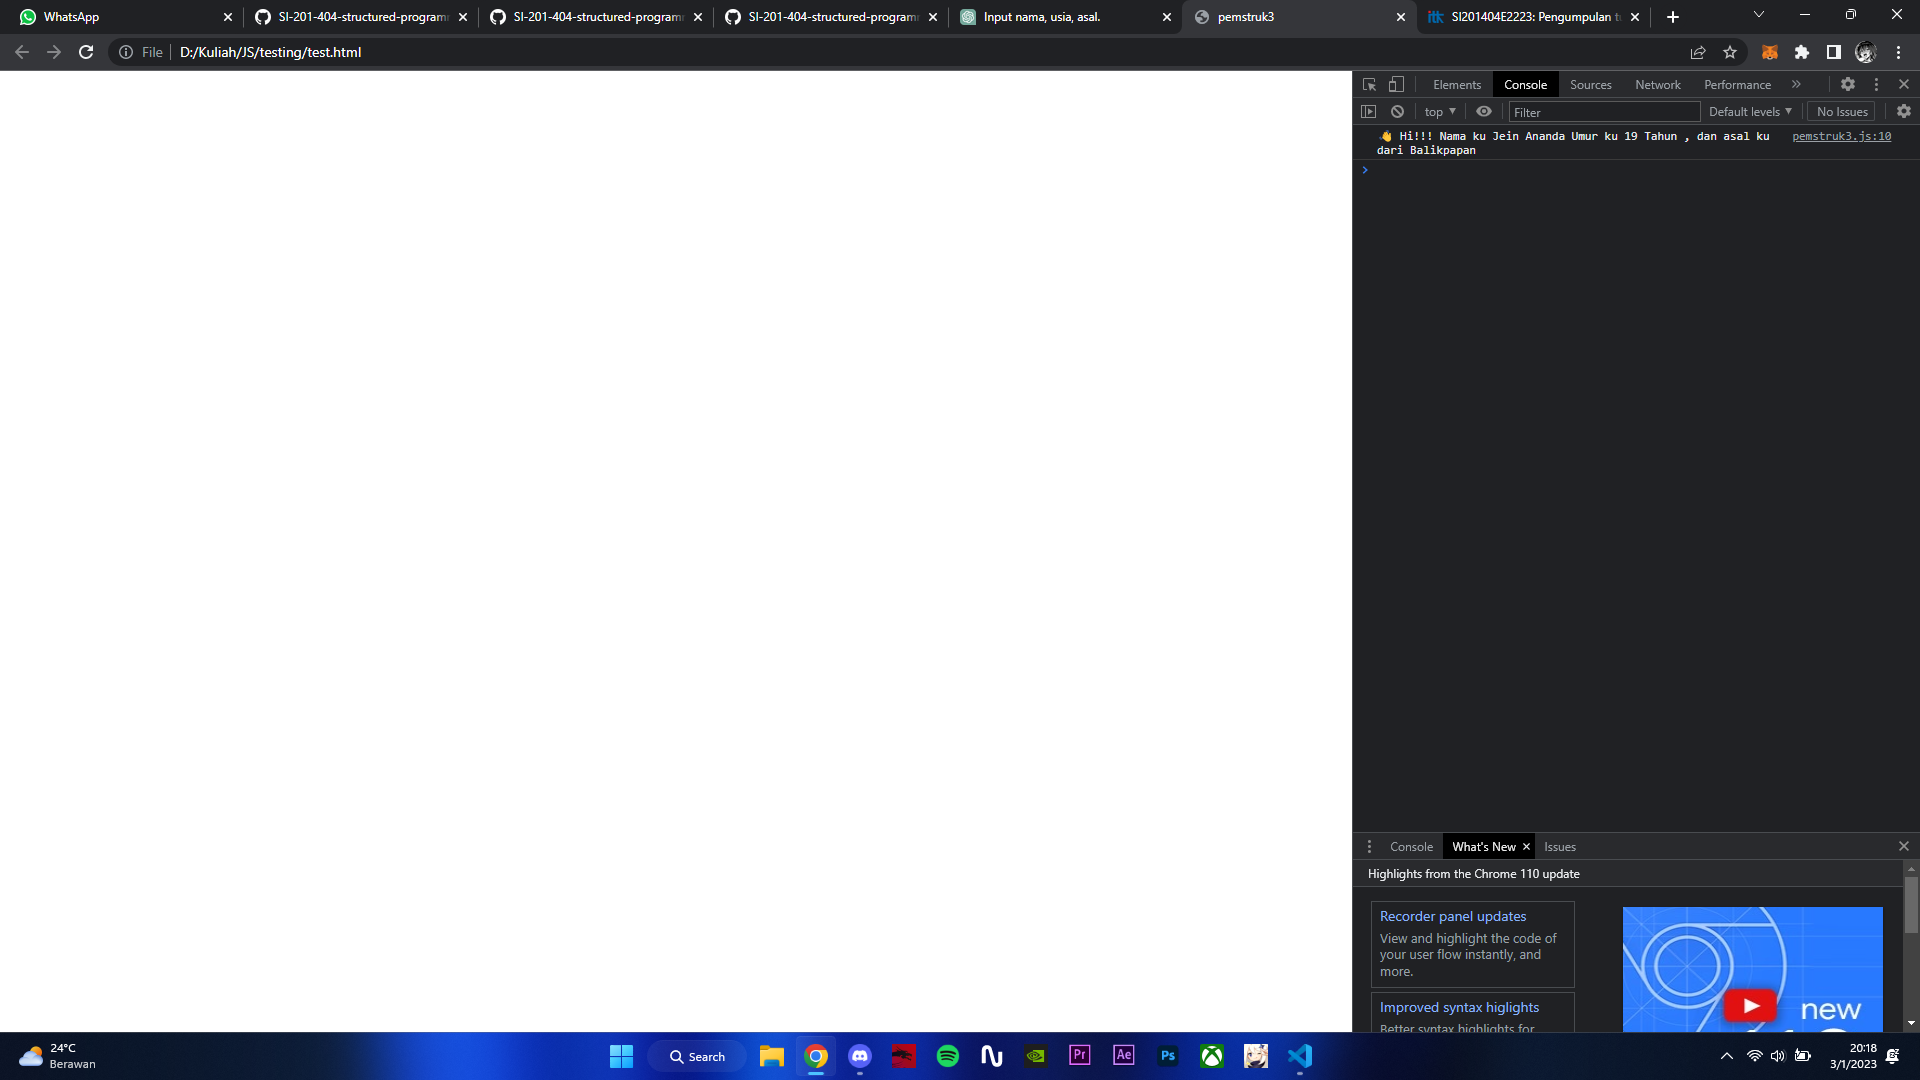 WhatsApp
SI-201-404-structured-program
SI-201-404-structured-program
SI-201-404-structured-program
Input nama, usia, asal.
pemstruk3
SI201404E2223: Pengumpulan tu
File
D:/Kuliah/JS/testing/test.html
Elements
Console
Sources
Network
Performance
top
Filter
Default levels
No Issues
👋 Hi!!! Nama ku Jein Ananda Umur ku 19 Tahun , dan asal ku
pemstruk3.js:10
dari Balikpapan
Console
What's New
Issues
Highlights from the Chrome 110 update
Recorder panel updates
View and highlight the code of
your user flow instantly, and
more.
Improved syntax higlights
Better syntax highlights for
new
24°C
Berawan
Search
Pr
Ae
Ps
20:18
3/1/2023